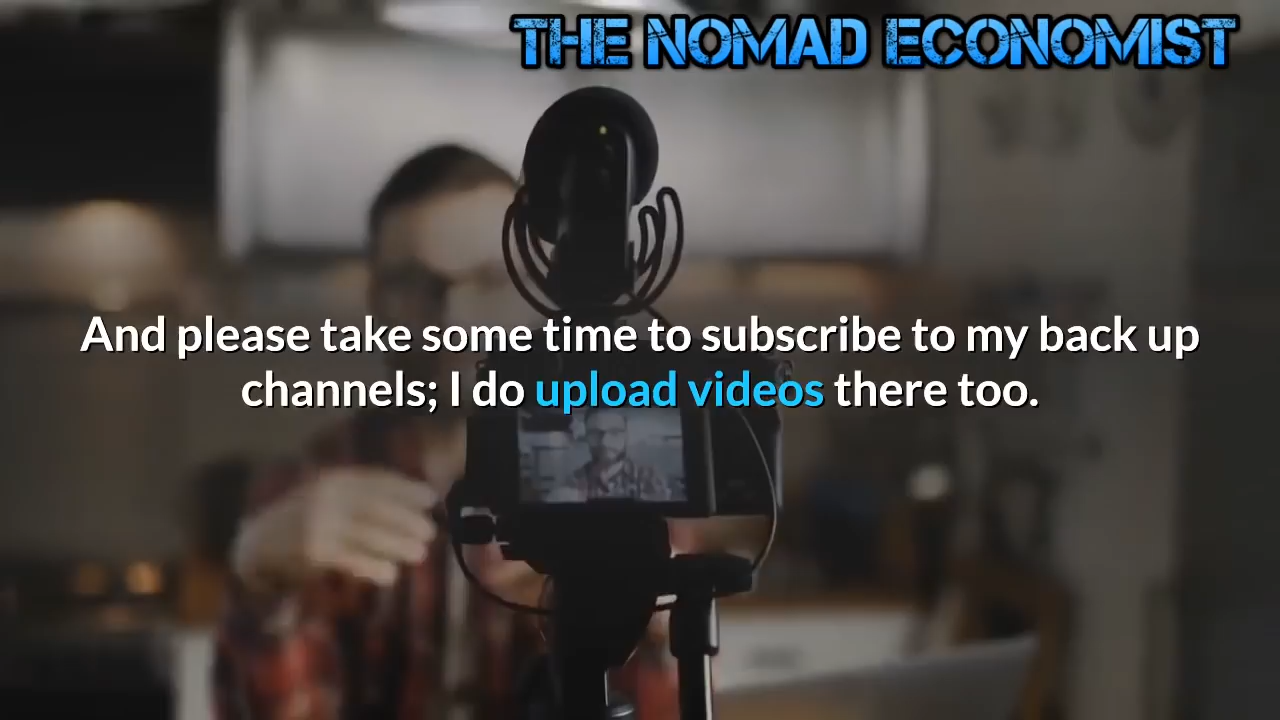 THE NOMAD ECONOMIST
And please take some time to subscribe to my back up
channels; I do upload videos there too.